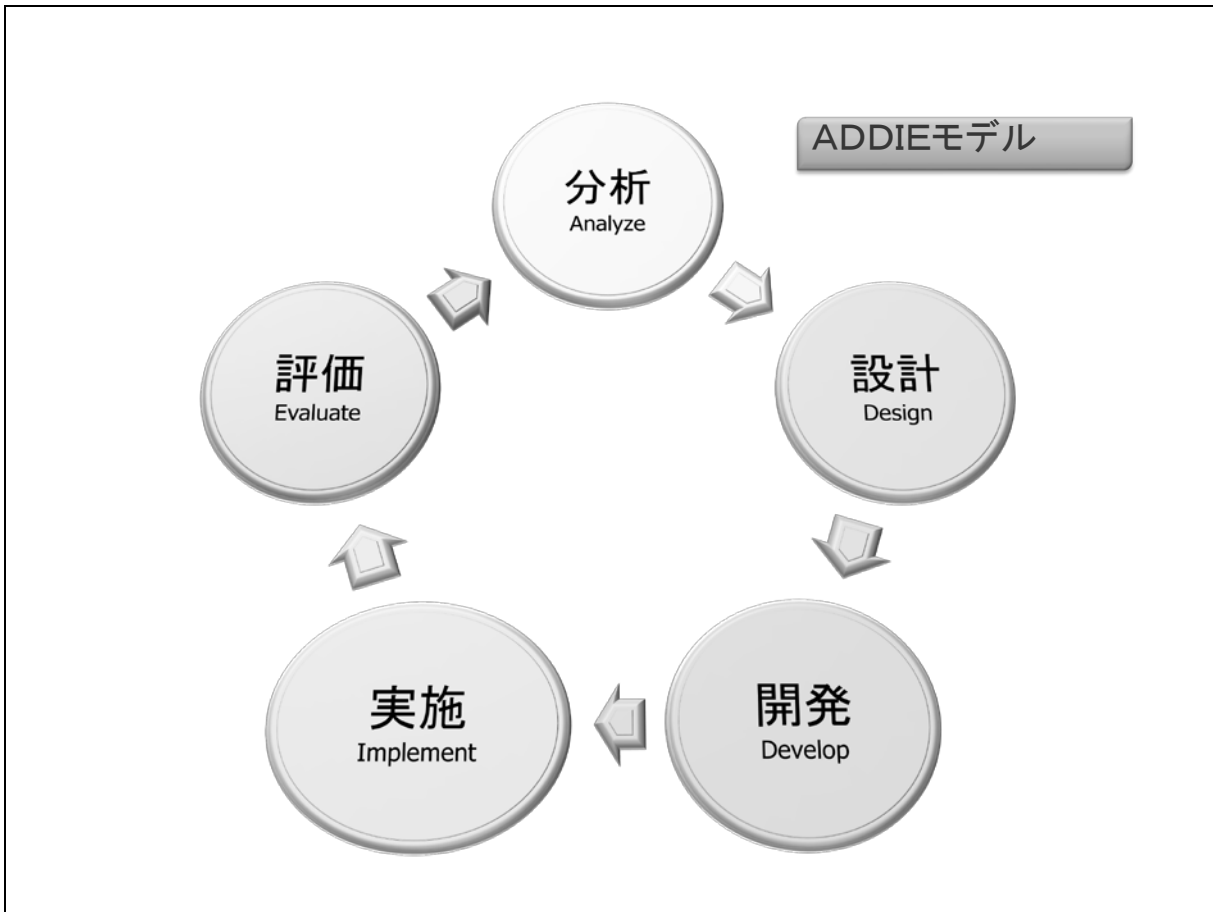 ADDIEモデル
分析
Analyze
設計
Design
開発
Develop
実施
Implement
評価
Evaluate